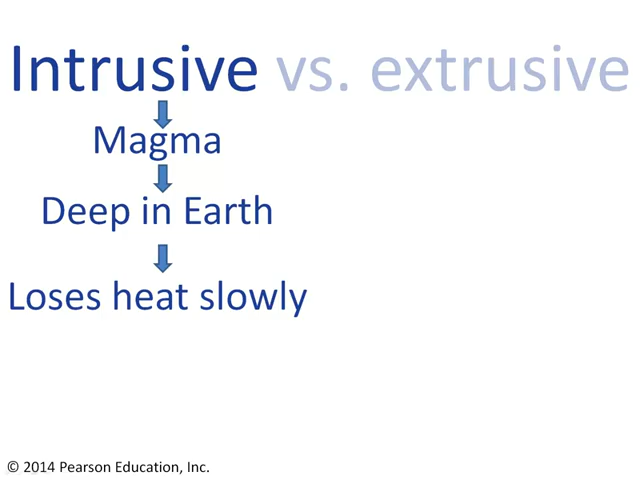 Intrusive vs. extrusive
Magma
Deep in Earth
Loses heat slowly
© 2014 Pearson Education, Inc.